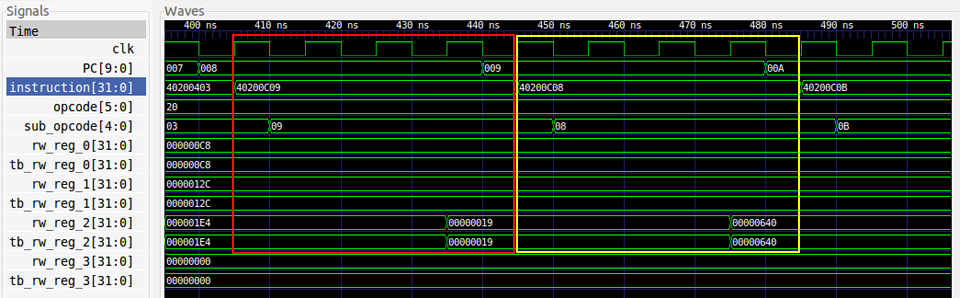 Signals
Waves
Time
400 ns 410 ns 420 ns 430 ns 440 ns 450 ns 460 ns 470 ns 480 ns 490 ns 500 ns
clk
PC[9:0] 007 008 009 00A
instruction[31:0] 40200403 40200C09 40200C08 40200C0B
opcode[5:0] 20
sub_opcode[4:0] 03 09 08 0B
rw_reg_0[31:0] 000000C8
tb_rw_reg_0[31:0] 000000C8
rw_reg_1[31:0] 0000012C
tb_rw_reg_1[31:0] 0000012C
rw_reg_2[31:0] 000001E4 00000019 00000640
tb_rw_reg_2[31:0] 000001E4 00000019 00000640
rw_reg_3[31:0] 00000000
tb_rw_reg_3[31:0] 00000000